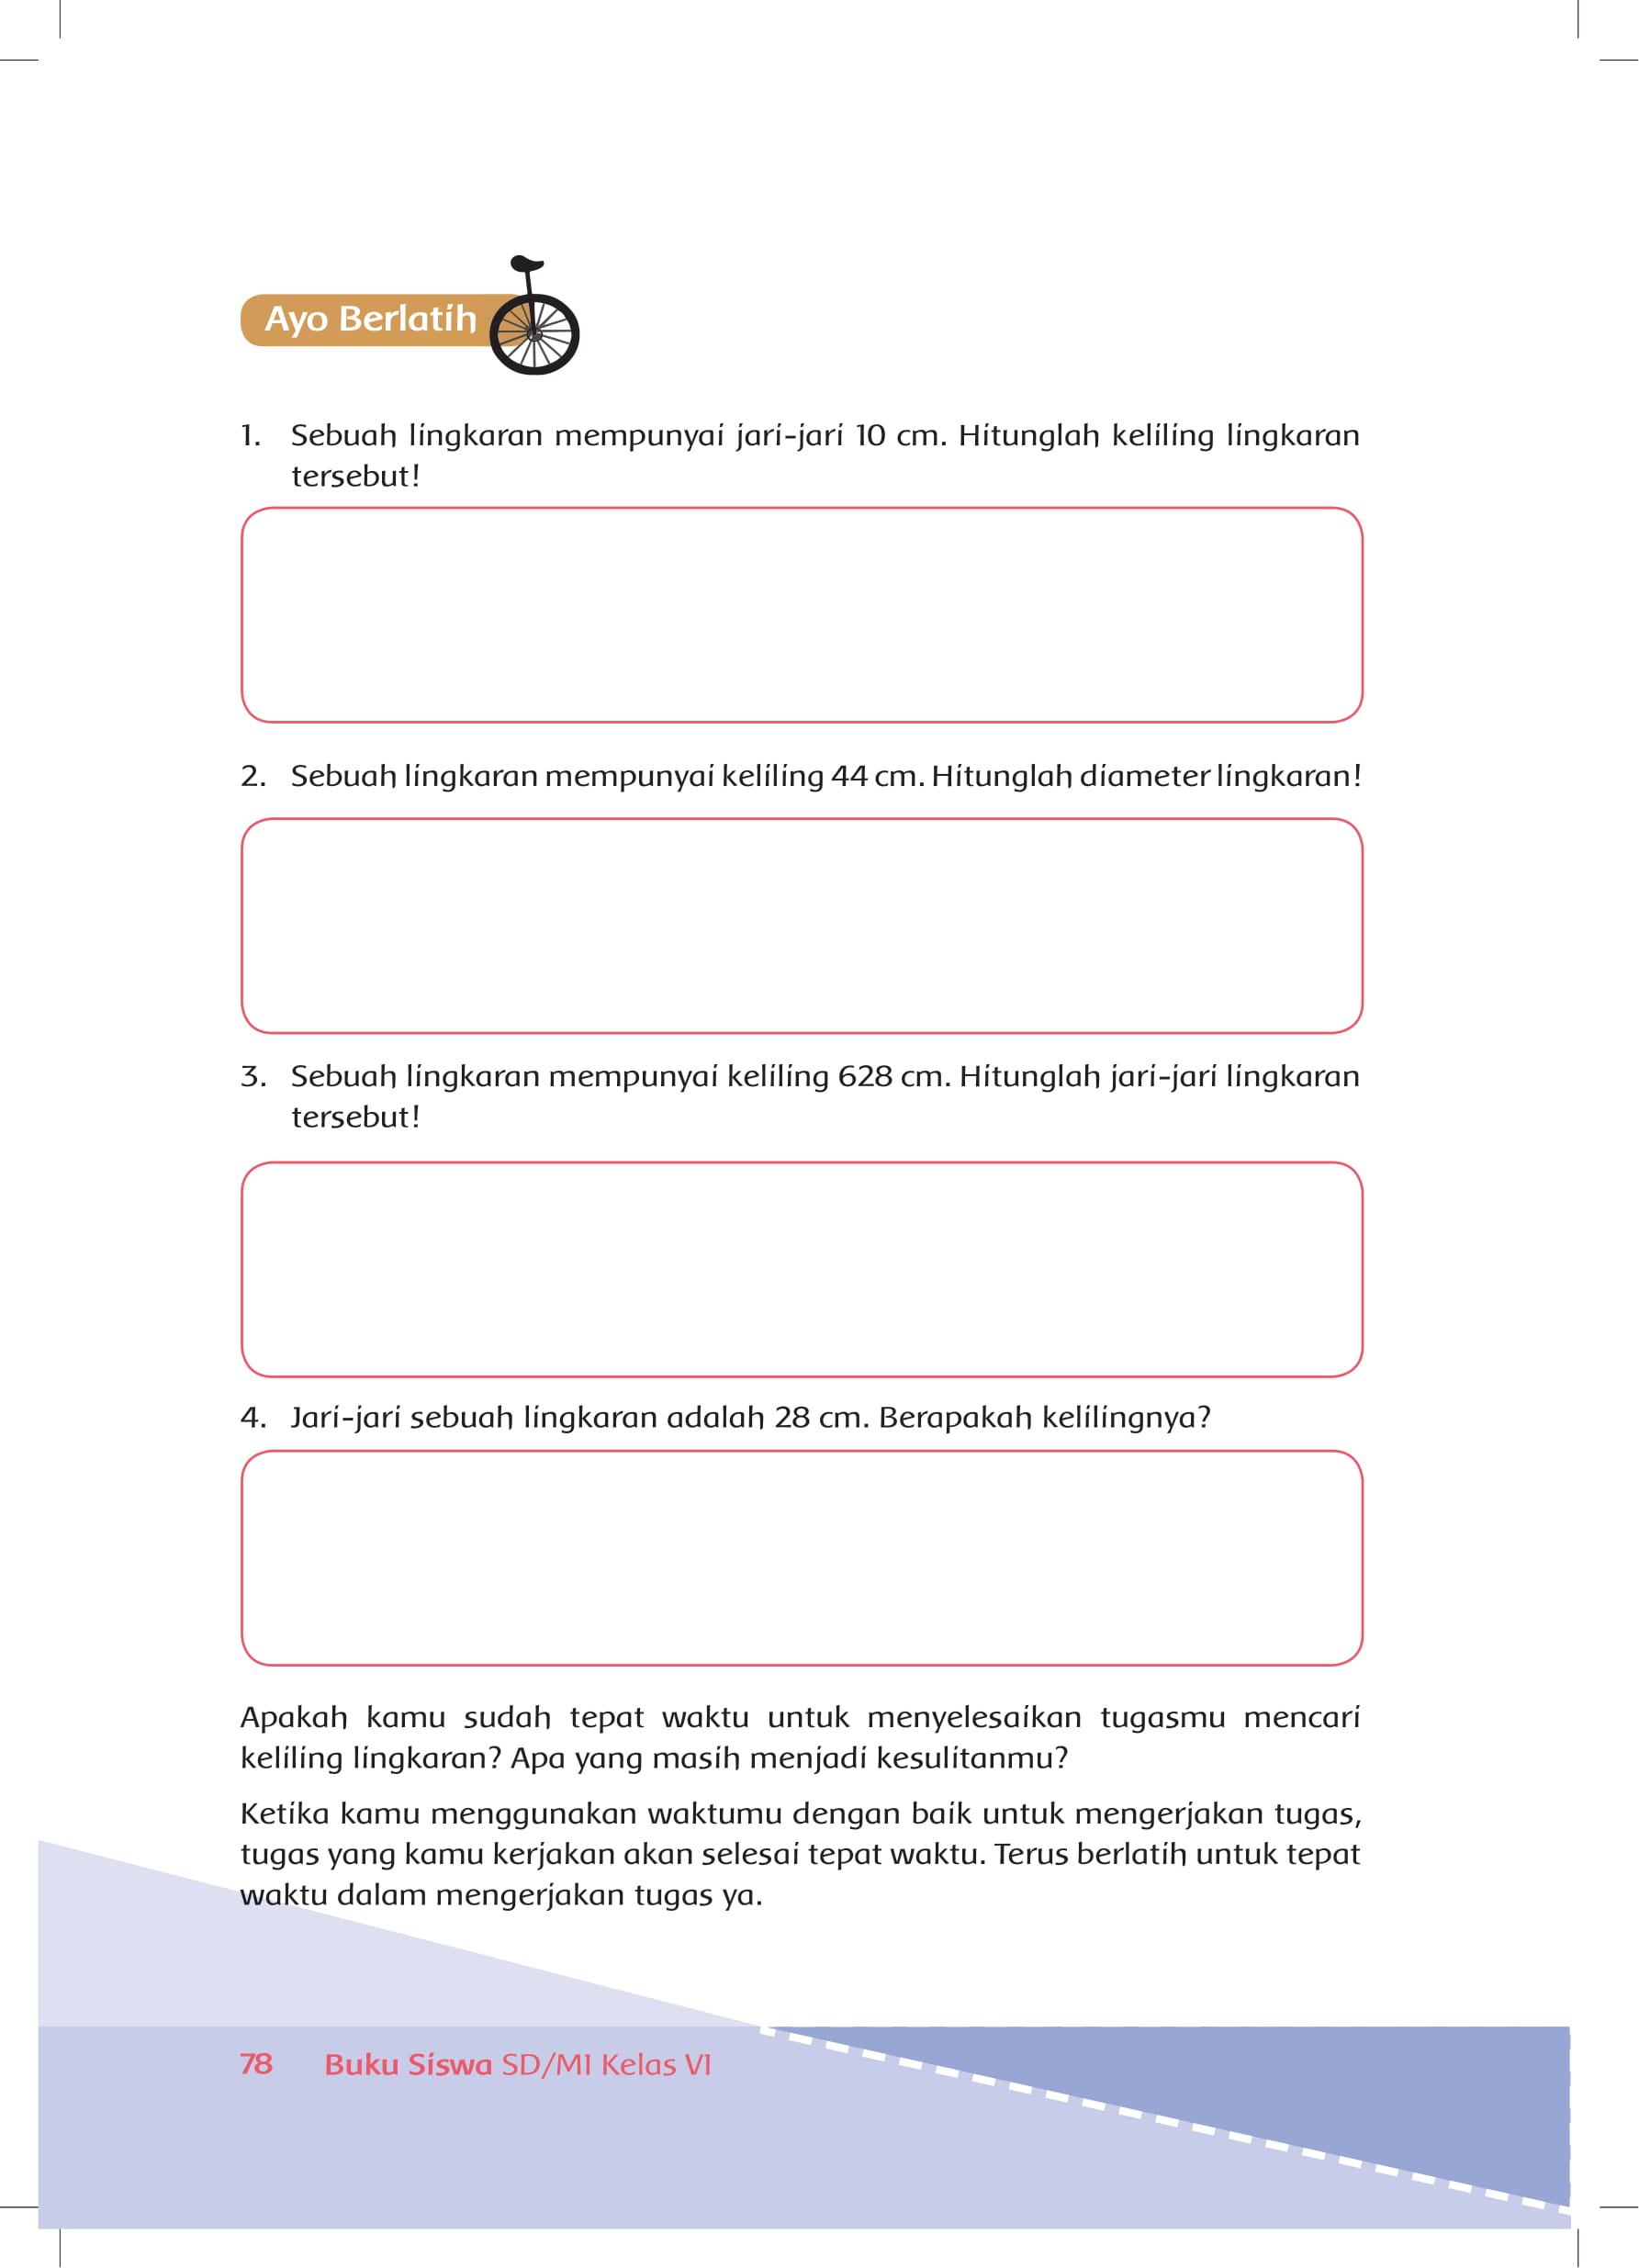 Ayo Berlatih
1. Sebuah lingkaran mempunyai jari-jari 10 cm. Hitunglah keliling lingkaran
tersebut!
2. Sebuah lingkaran mempunyai keliling 44 cm. Hitunglah diameter lingkaran!
3. Sebuah lingkaran mempunyai keliling 628 cm. Hitunglah jari-jari lingkaran
tersebut!
4. Jari-jari sebuah lingkaran adalah 28 cm. Berapakah kelilingnya?
Apakah kamu sudah tepat waktu untuk menyelesaikan tugasmu mencari
keliling lingkaran? Apa yang masih menjadi kesulitanmu?
Ketika kamu menggunakan waktumu dengan baik untuk mengerjakan tugas,
tugas yang kamu kerjakan akan selesai tepat waktu. Terus berlatih untuk tepat
waktu dalam mengerjakan tugas ya.
78 Buku Siswa SD/MI Kelas VI